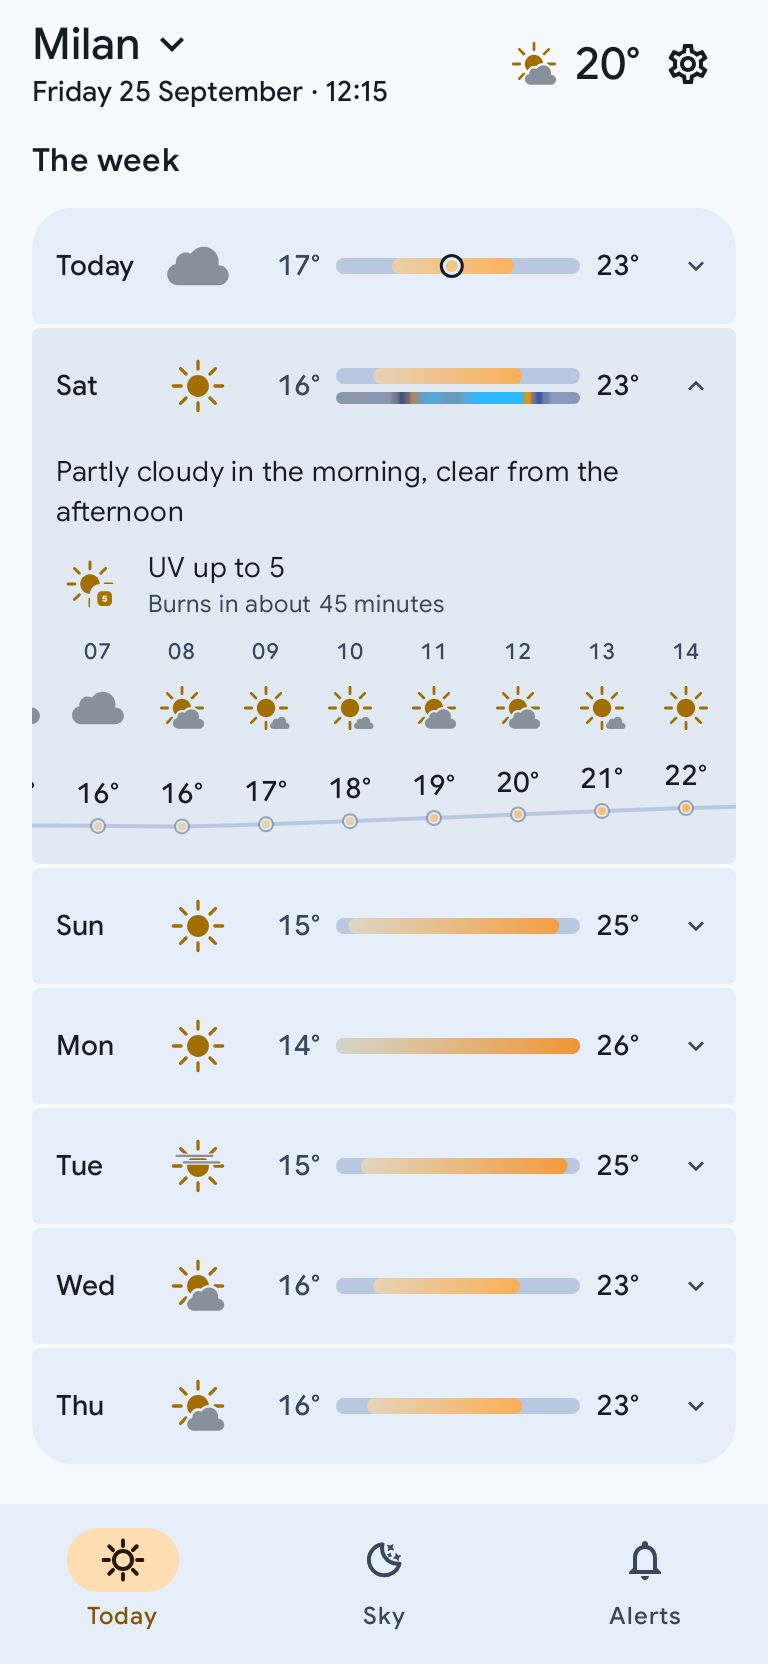 Milan
Friday 25 September · 12:15
20°
The week
Today 17° 23°
Sat 16° 23°
Partly cloudy in the morning, clear from the
afternoon
5
UV up to 5
Burns in about 45 minutes
07 08 09 10 11 12 13 14
16° 16° 17° 18° 19° 20° 21° 22°
Sun 15° 25°
Mon 14° 26°
Tue 15° 25°
Wed 16° 23°
Thu 16° 23°
Today Sky Alerts